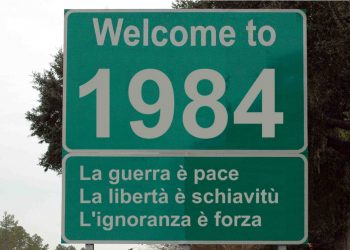 Welcome to
1984
La guerra è pace
La libertà è schiavitù
L'ignoranza è forza